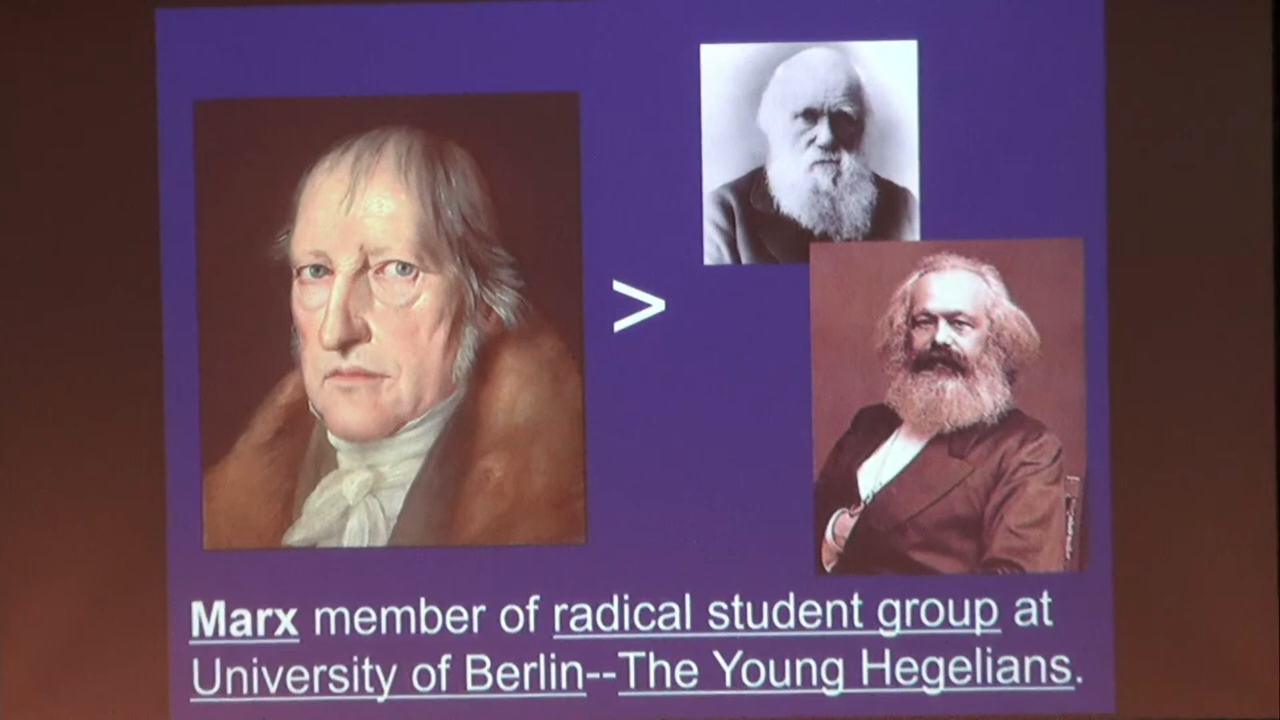 >
Marx member of radical student group at
University of Berlin--The Young Hegelians.